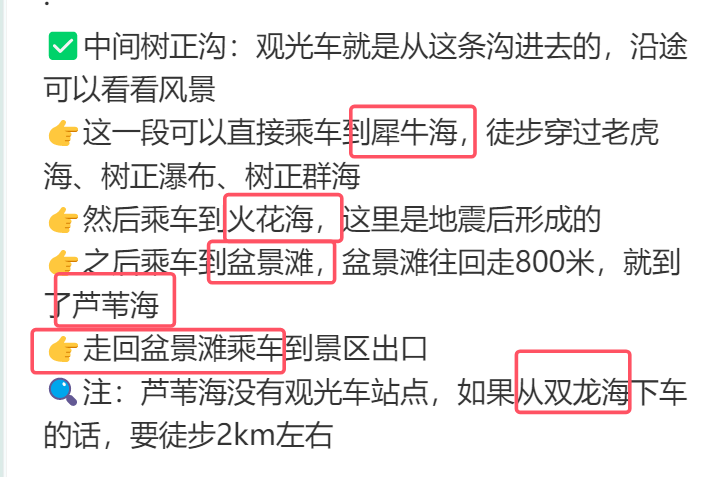 ✅中间树正沟：观光车就是从这条沟进去的，沿途
可以看看风景
👉这一段可以直接乘车到犀牛海，徒步穿过老虎
海、树正瀑布、树正群海
👉然后乘车到火花海，这里是地震后形成的
👉之后乘车到盆景滩，盆景滩往回走800米，就到
了芦苇海
👉走回盆景滩乘车到景区出口
🔍注：芦苇海没有观光车站点，如果从双龙海下车
的话，要徒步2km左右